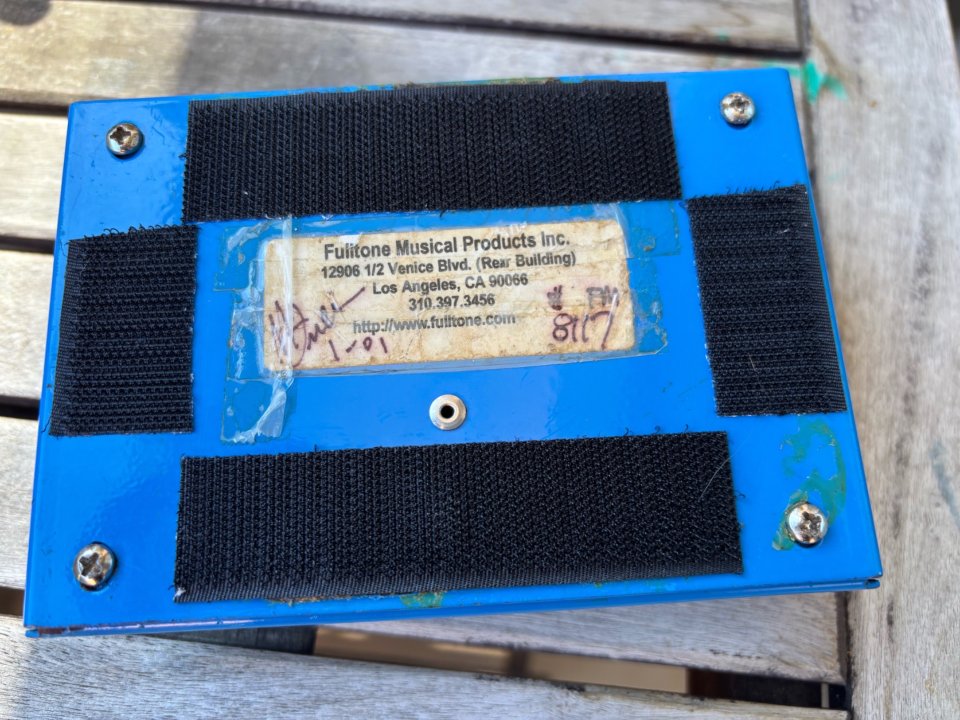 Fulltone Musical Products Inc.
12906 1/2 Venice Blvd. (Rear Building)
Los Angeles, CA 90066
310.397.3456
http://www.fulltone.com
1-01
#
8117